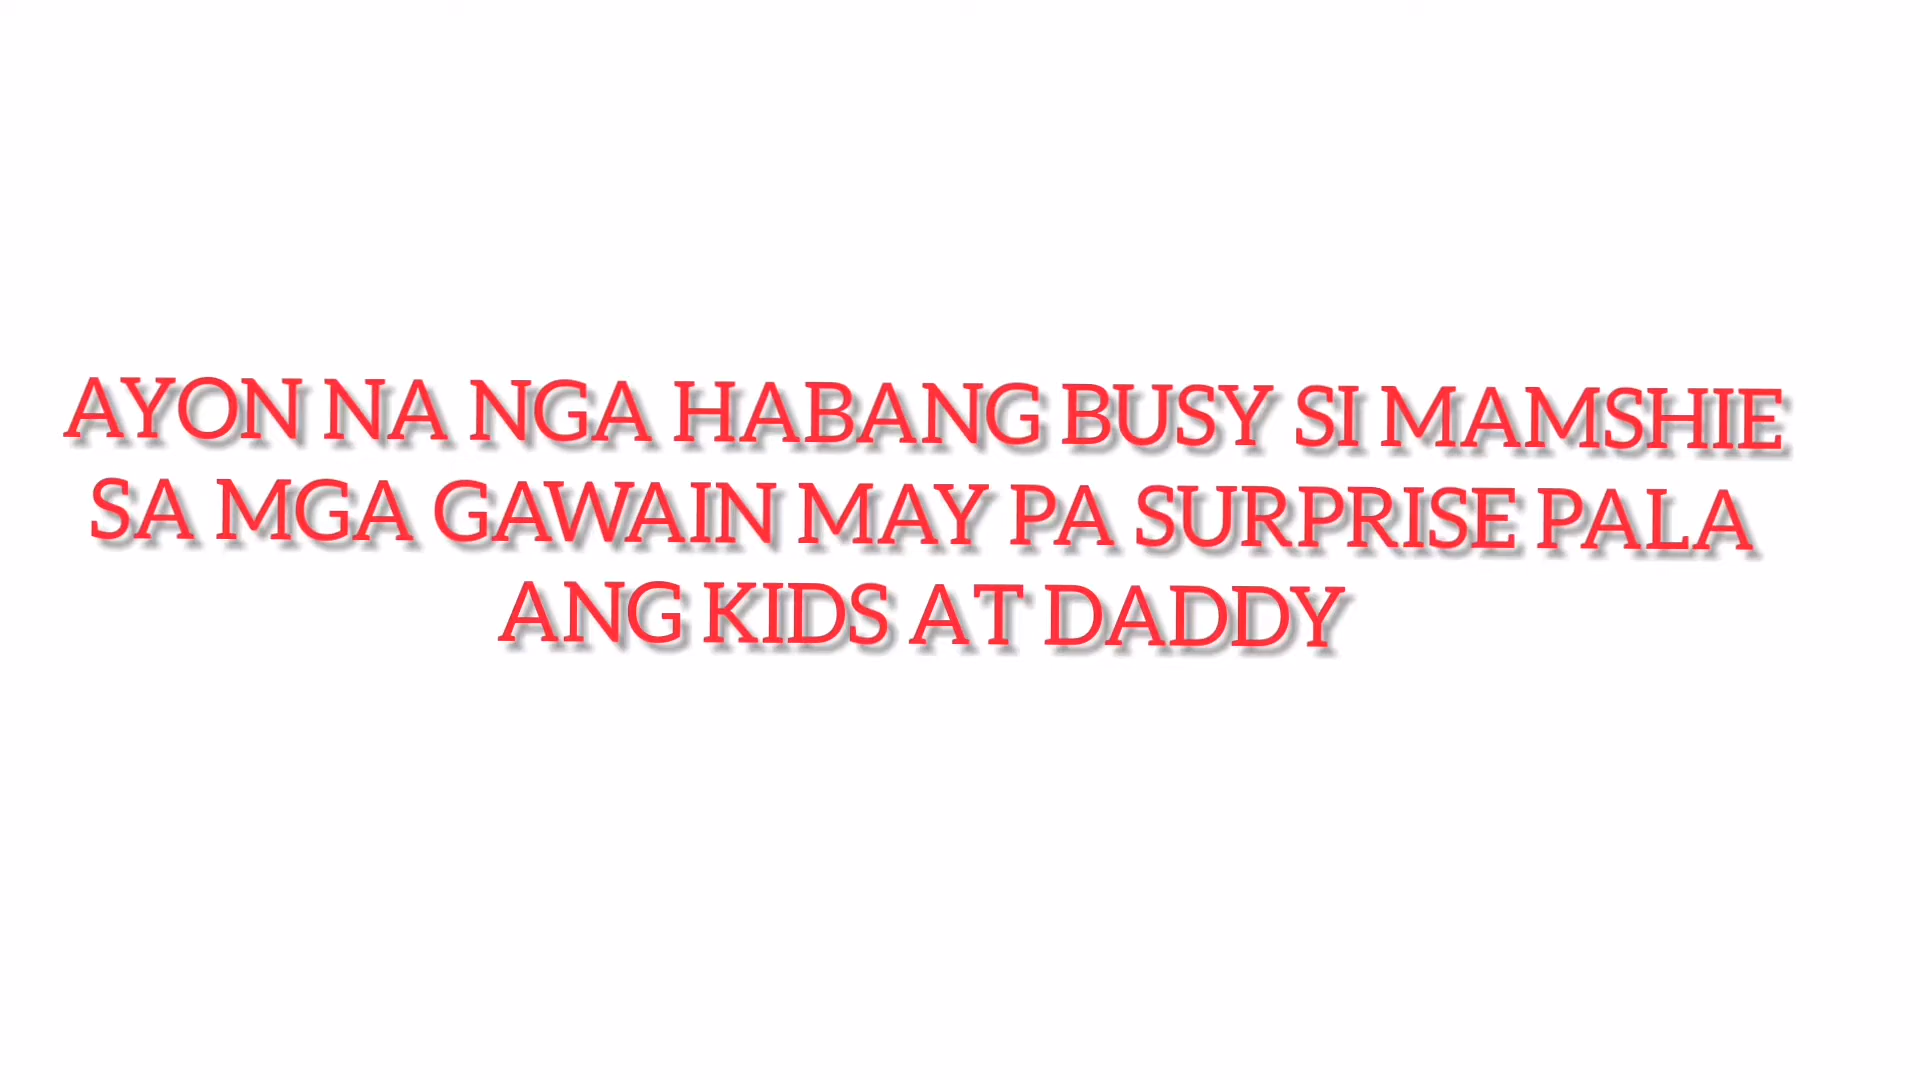 AYON NA NGA HABANG BUSY SI MAMSHIE
SA MGA GAWAIN MAY PA SURPRISE PALA
ANG KIDS AT DADDY